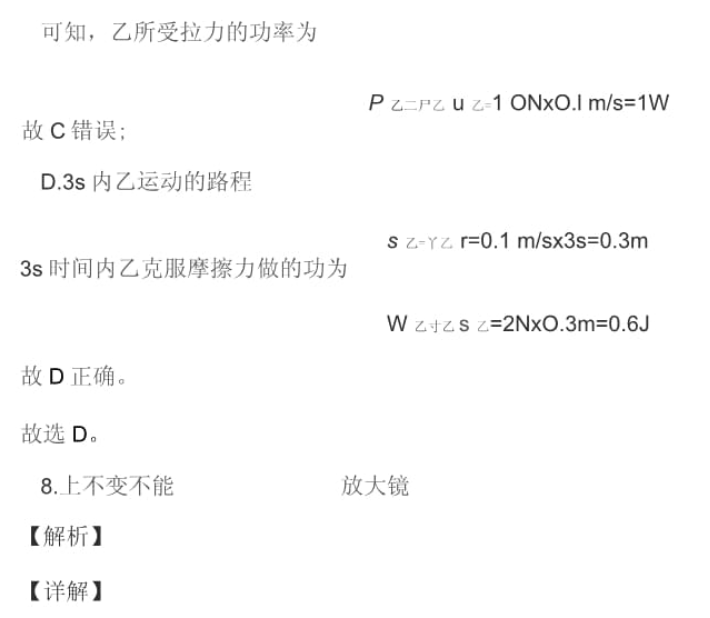 可知，乙所受拉力的功率为
P 乙二尸乙 u 乙=1 ONxO.l m/s=1W
故 C 错误;
D.3s 内乙运动的路程
s 乙=丫乙 r=0.1 m/sx3s=0.3m
3s 时间内乙克服摩擦力做的功为
W 乙寸乙 s 乙=2NxO.3m=0.6J
故 D 正确。
故选 D。
8.上不变不能 放大镜
【解析】
【详解】